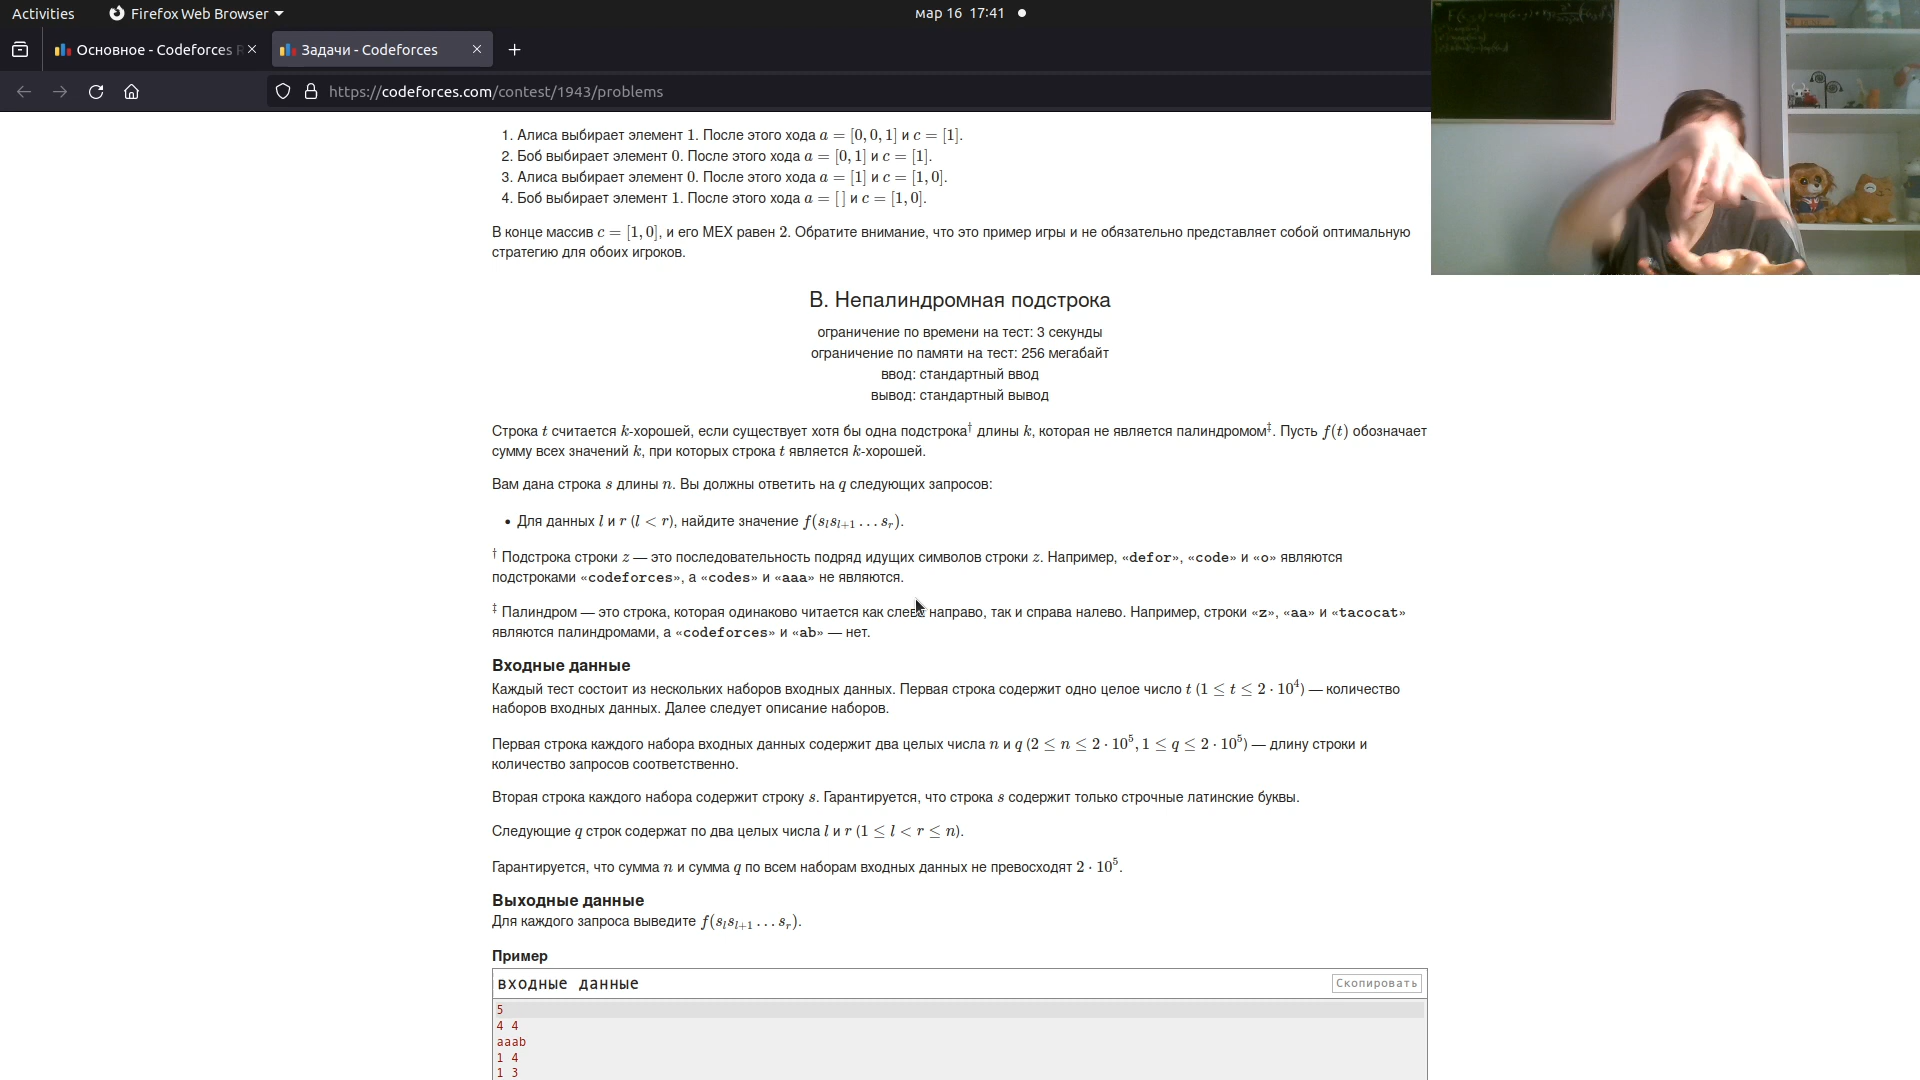 Activities Firefox Web Browser мар 16 17:41
Основное - Codeforces R Задачи - Codeforces
https://codeforces.com/contest/1943/problems
1. Алиса выбирает элемент 1. После этого хода a = [0, 0, 1] и c = [1].
2. Боб выбирает элемент 0. После этого хода a = [0, 1] и c = [1].
3. Алиса выбирает элемент 0. После этого хода a = [1] и c = [1, 0].
4. Боб выбирает элемент 1. После этого хода a = [ ] и c = [1, 0].
В конце массив c = [1, 0], и его MEX равен 2. Обратите внимание, что это пример игры и не обязательно представляет собой оптимальную
стратегию для обоих игроков.
B. Непалиндромная подстрока
ограничение по времени на тест: 3 секунды
ограничение по памяти на тест: 256 мегабайт
ввод: стандартный ввод
вывод: стандартный вывод
Строка t считается k-хорошей, если существует хотя бы одна подстрока† длины k, которая не является палиндромом‡. Пусть f(t) обозначает
сумму всех значений k, при которых строка t является k-хорошей.
Вам дана строка s длины n. Вы должны ответить на q следующих запросов:
• Для данных l и r (l < r), найдите значение f(sₗsₗ₊₁ … sᵣ).
† Подстрока строки z — это последовательность подряд идущих символов строки z. Например, «defor», «code» и «o» являются
подстроками «codeforces», а «codes» и «aaa» не являются.
‡ Палиндром — это строка, которая одинаково читается как слева направо, так и справа налево. Например, строки «z», «aa» и «tacocat»
являются палиндромами, а «codeforces» и «ab» — нет.
Входные данные
Каждый тест состоит из нескольких наборов входных данных. Первая строка содержит одно целое число t (1 ≤ t ≤ 2 · 10⁴) — количество
наборов входных данных. Далее следует описание наборов.
Первая строка каждого набора входных данных содержит два целых числа n и q (2 ≤ n ≤ 2 · 10⁵, 1 ≤ q ≤ 2 · 10⁵) — длину строки и
количество запросов соответственно.
Вторая строка каждого набора содержит строку s. Гарантируется, что строка s содержит только строчные латинские буквы.
Следующие q строк содержат по два целых числа l и r (1 ≤ l < r ≤ n).
Гарантируется, что сумма n и сумма q по всем наборам входных данных не превосходят 2 · 10⁵.
Выходные данные
Для каждого запроса выведите f(sₗsₗ₊₁ … sᵣ).
Пример
входные данные Скопировать
5
4 4
aaab
1 4
1 3